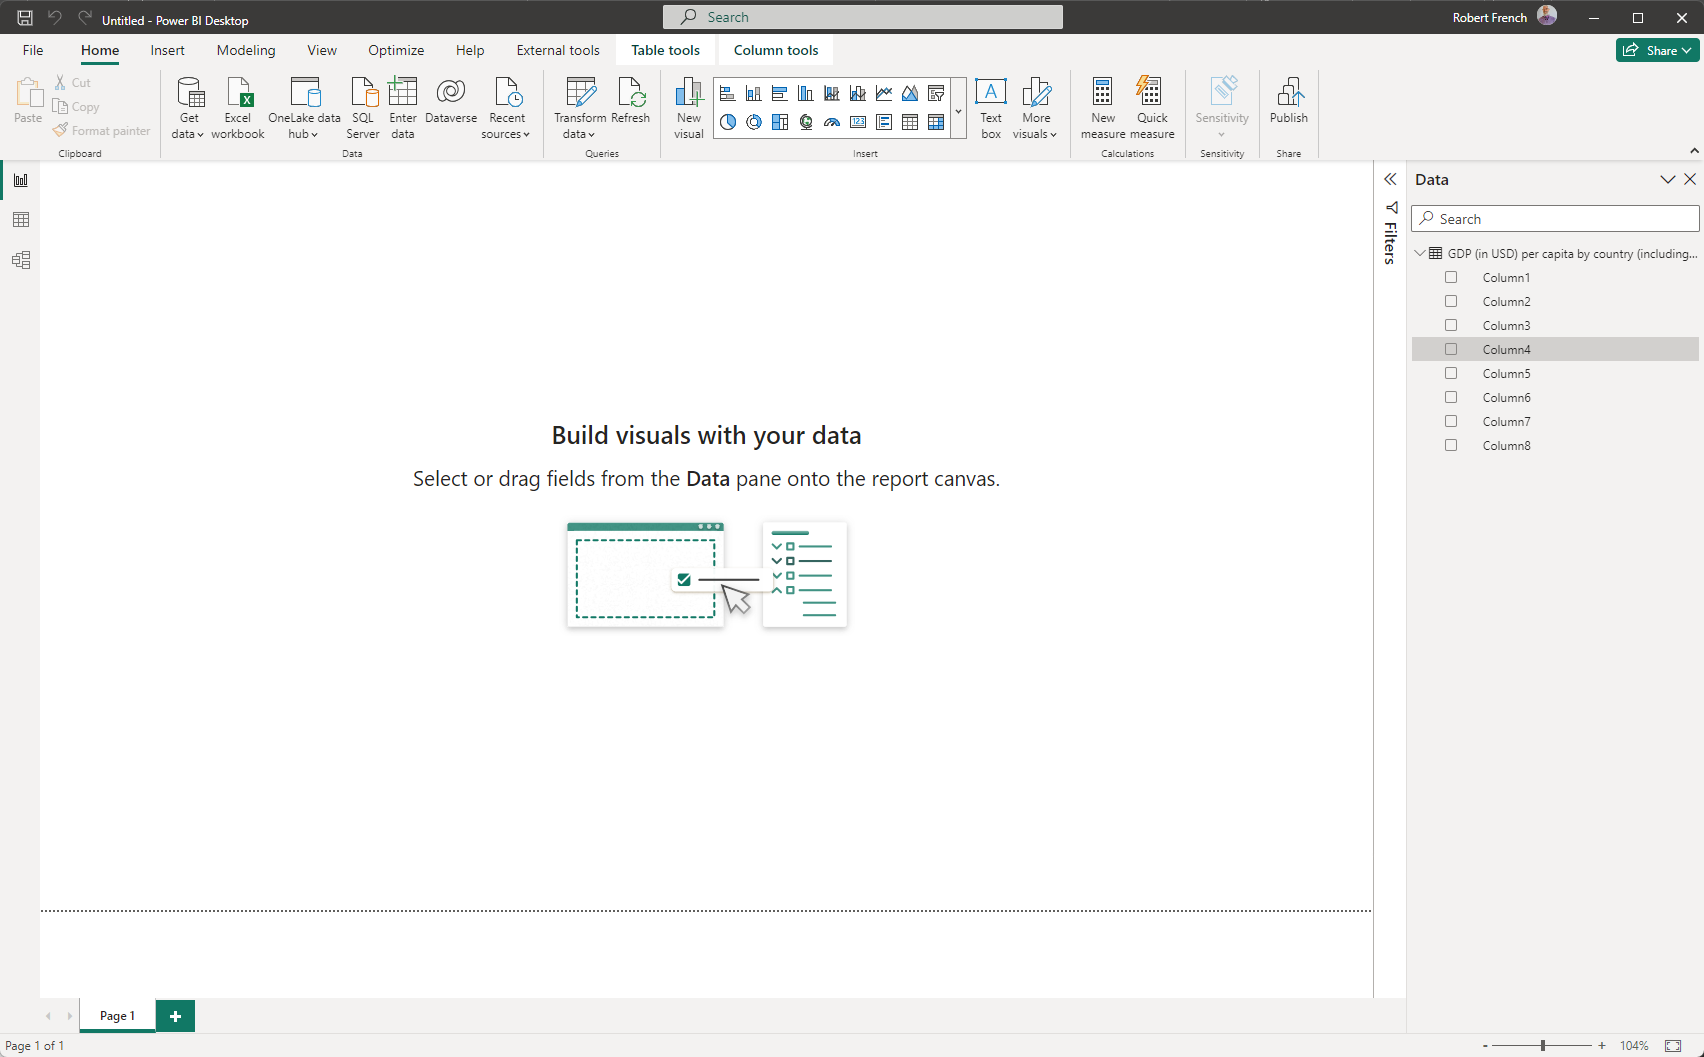 Untitled - Power BI Desktop
Search
Robert French
File Home Insert Modeling View Optimize Help External tools Table tools Column tools
Share
Paste
Cut
Copy
Format painter
Clipboard
Get data
Excel workbook
OneLake data hub
SQL Server
Enter data
Dataverse
Recent sources
Data
Transform data
Refresh
Queries
New visual
123
A
Text box
More visuals
Insert
New measure
Quick measure
Calculations
Sensitivity
Sensitivity
Publish
Share
Filters
Data
Search
GDP (in USD) per capita by country (including...
Column1
Column2
Column3
Column4
Column5
Column6
Column7
Column8
Build visuals with your data
Select or drag fields from the Data pane onto the report canvas.
Page 1
+
Page 1 of 1
- + 104%